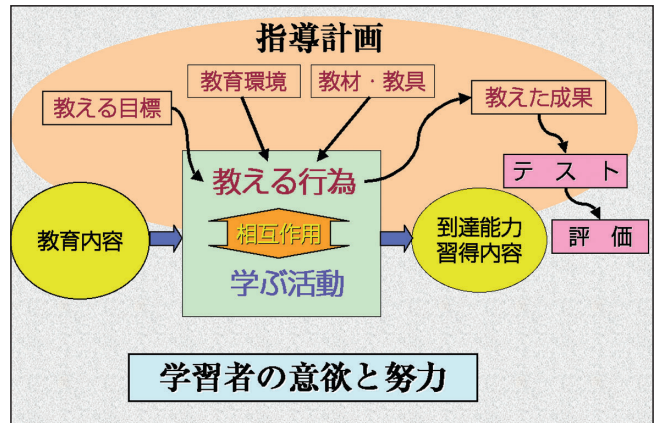 指導計画
教育環境
教材・教具
教える目標
教えた成果
教える行為
テスト
教育内容
相互作用
到達能力
習得内容
評価
学ぶ活動
学習者の意欲と努力